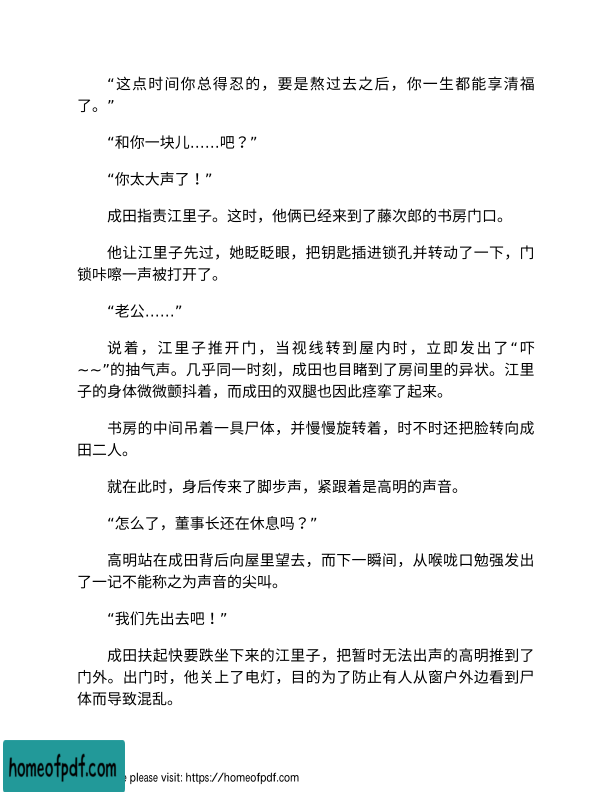 “这点时间你总得忍的，要是熬过去之后，你一生都能享清福
了。”
“和你一块儿……吧？”
“你太大声了！”
成田指责江里子。这时，他俩已经来到了藤次郎的书房门口。
他让江里子先过，她眨眨眼，把钥匙插进锁孔并转动了一下，门
锁咔嚓一声被打开了。
“老公……”
说着，江里子推开门，当视线转到屋内时，立即发出了“吓
~~”的抽气声。几乎同一时刻，成田也目睹到了房间里的异状。江里
子的身体微微颤抖着，而成田的双腿也因此痉挛了起来。
书房的中间吊着一具尸体，并慢慢旋转着，时不时还把脸转向成
田二人。
就在此时，身后传来了脚步声，紧跟着是高明的声音。
“怎么了，董事长还在休息吗？”
高明站在成田背后向屋里望去，而下一瞬间，从喉咙口勉强发出
了一记不能称之为声音的尖叫。
“我们先出去吧！”
成田扶起快要跌坐下来的江里子，把暂时无法出声的高明推到了
门外。出门时，他关上了电灯，目的为了防止有人从窗户外边看到尸
体而导致混乱。
homeofpdf.com
e please visit: https://homeofpdf.com